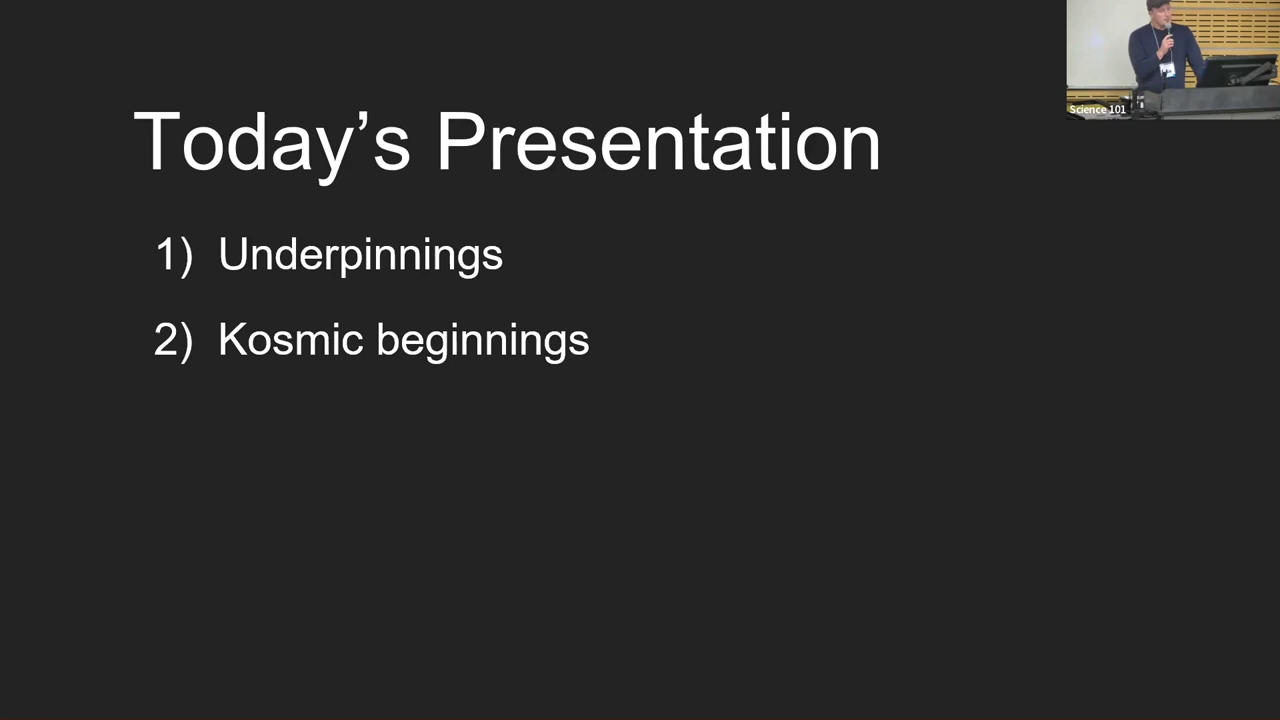 Today’s Presentation
1) Underpinnings
2) Kosmic beginnings
Science 101